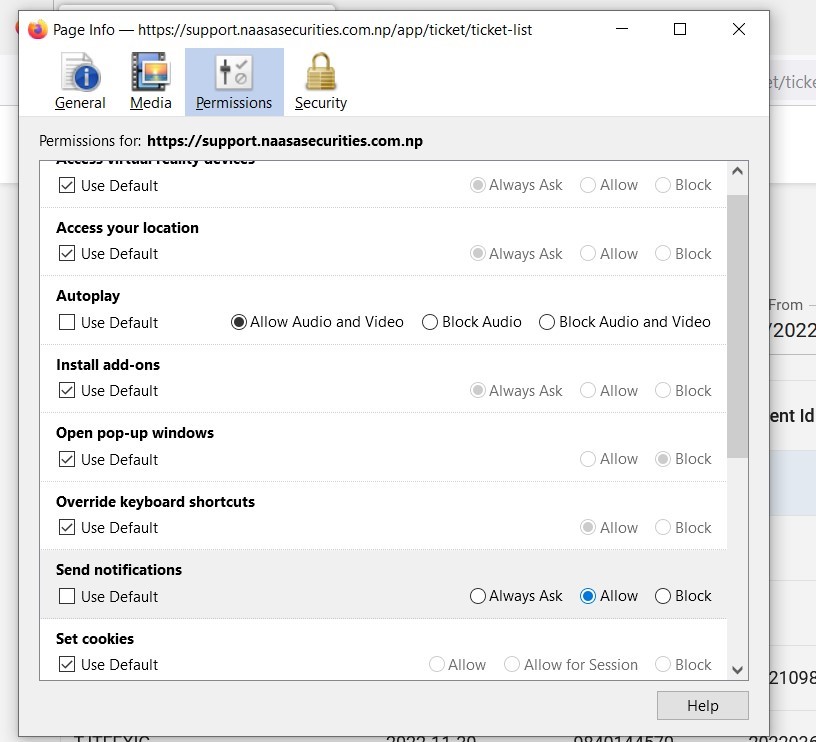 Page Info — https://support.naasasecurities.com.np/app/ticket/ticket-list
General Media Permissions Security
et/ticke
Permissions for: https://support.naasasecurities.com.np
Access virtual reality devices
Use Default Always Ask Allow Block
Access your location
Use Default Always Ask Allow Block
Autoplay
From
Use Default Allow Audio and Video Block Audio Block Audio and Video
/2022
Install add-ons
Use Default Always Ask Allow Block
ent Id
Open pop-up windows
Use Default Allow Block
Override keyboard shortcuts
Use Default Allow Block
Send notifications
Use Default Always Ask Allow Block
Set cookies
Use Default Allow Allow for Session Block
21098
Help